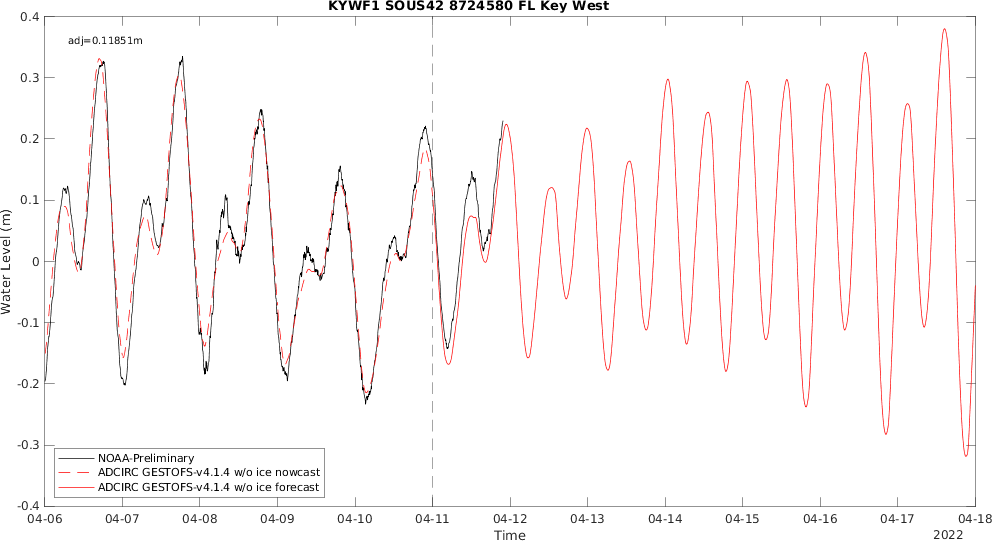 KYWF1 SOUS42 8724580 FL Key West
adj=0.11851m
0.4
0.3
0.2
0.1
0
-0.1
-0.2
-0.3
-0.4
Water Level (m)
NOAA-Preliminary
ADCIRC GESTOFS-v4.1.4 w/o ice nowcast
ADCIRC GESTOFS-v4.1.4 w/o ice forecast
04-06 04-07 04-08 04-09 04-10 04-11 04-12 04-13 04-14 04-15 04-16 04-17 04-18
Time
2022